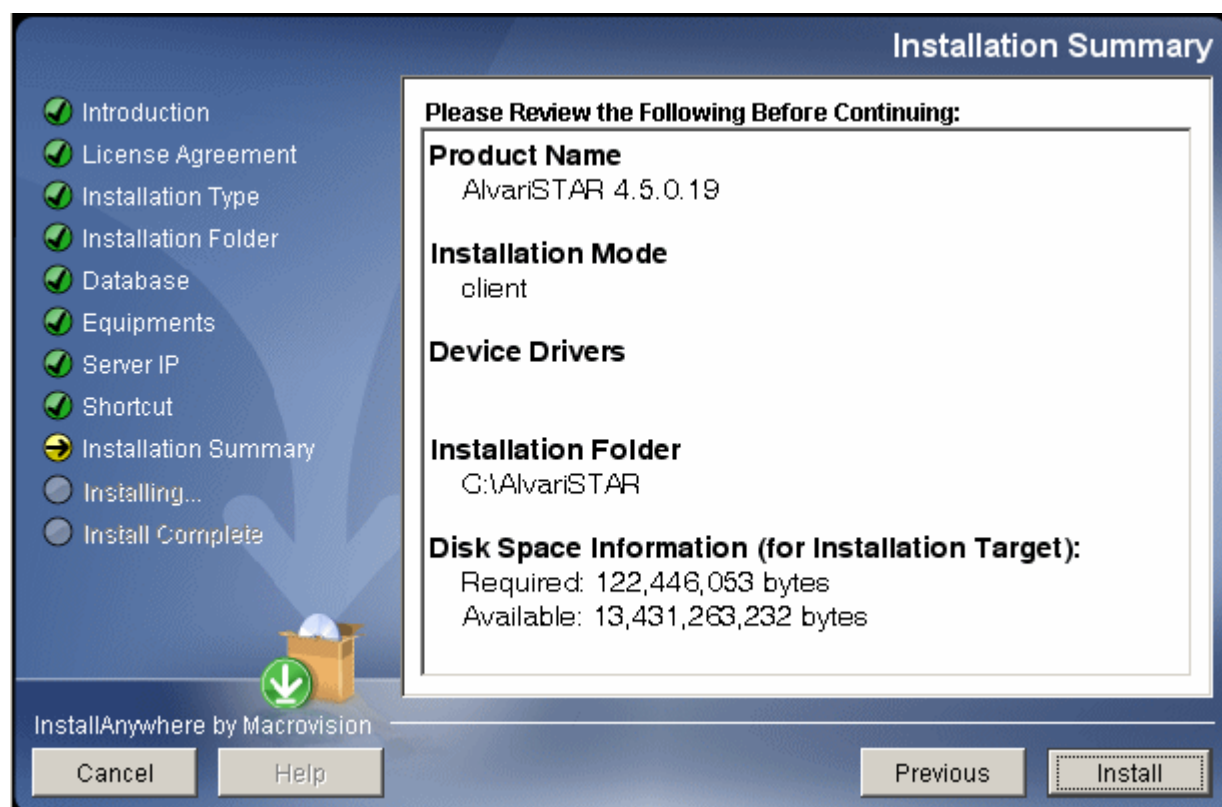 Installation Summary
Introduction
License Agreement
Installation Type
Installation Folder
Database
Equipments
Server IP
Shortcut
Installation Summary
Installing...
Install Complete
Please Review the Following Before Continuing:
Product Name
AlvariSTAR 4.5.0.19
Installation Mode
client
Device Drivers
Installation Folder
C:\AlvariSTAR
Disk Space Information (for Installation Target):
Required: 122,446,053 bytes
Available: 13,431,263,232 bytes
InstallAnywhere by Macrovision
Cancel
Help
Previous
Install